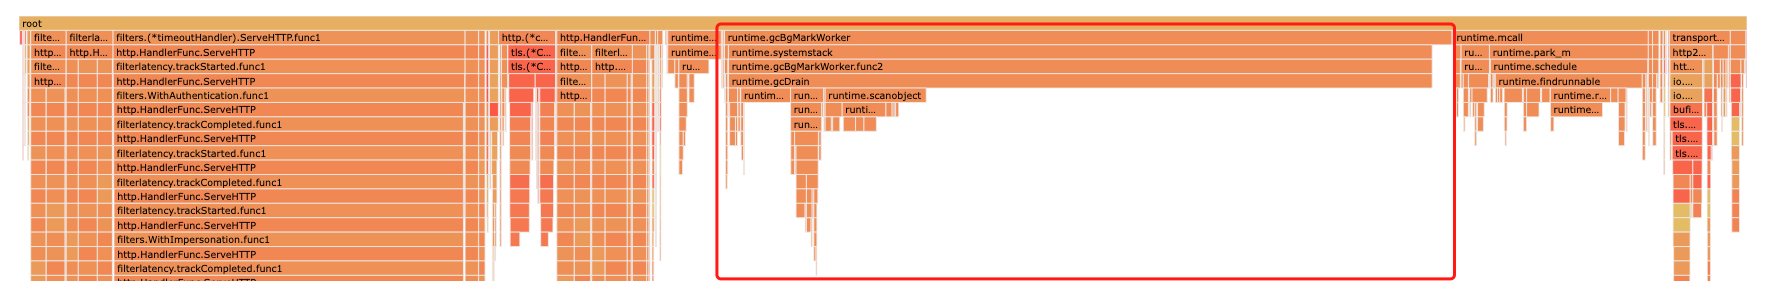 root
filte... filterla... filters.(*timeoutHandler).ServeHTTP.func1 http.(*c... http.HandlerFun... runtime... runtime.gcBgMarkWorker runtime.mcall transport...
http... http.H... http.HandlerFunc.ServeHTTP tls.(*C... filte... filterl... runtime... runtime.systemstack ru... runtime.park_m http2...
filte... filterlatency.trackStarted.func1 tls.(*C... http... http.... ru... runtime.gcBgMarkWorker.func2 ru... runtime.schedule htt...
http... http.HandlerFunc.ServeHTTP filte... runtime.gcDrain runtime.findrunnable io....
filters.WithAuthentication.func1 http... runtim... run... runtime.scanobject runtime.r... io....
http.HandlerFunc.ServeHTTP run... runti... runtime... bufi...
filterlatency.trackCompleted.func1 run... tls....
http.HandlerFunc.ServeHTTP tls....
filterlatency.trackStarted.func1 tls....
http.HandlerFunc.ServeHTTP
filterlatency.trackCompleted.func1
http.HandlerFunc.ServeHTTP
filterlatency.trackStarted.func1
http.HandlerFunc.ServeHTTP
filters.WithImpersonation.func1
http.HandlerFunc.ServeHTTP
filterlatency.trackCompleted.func1